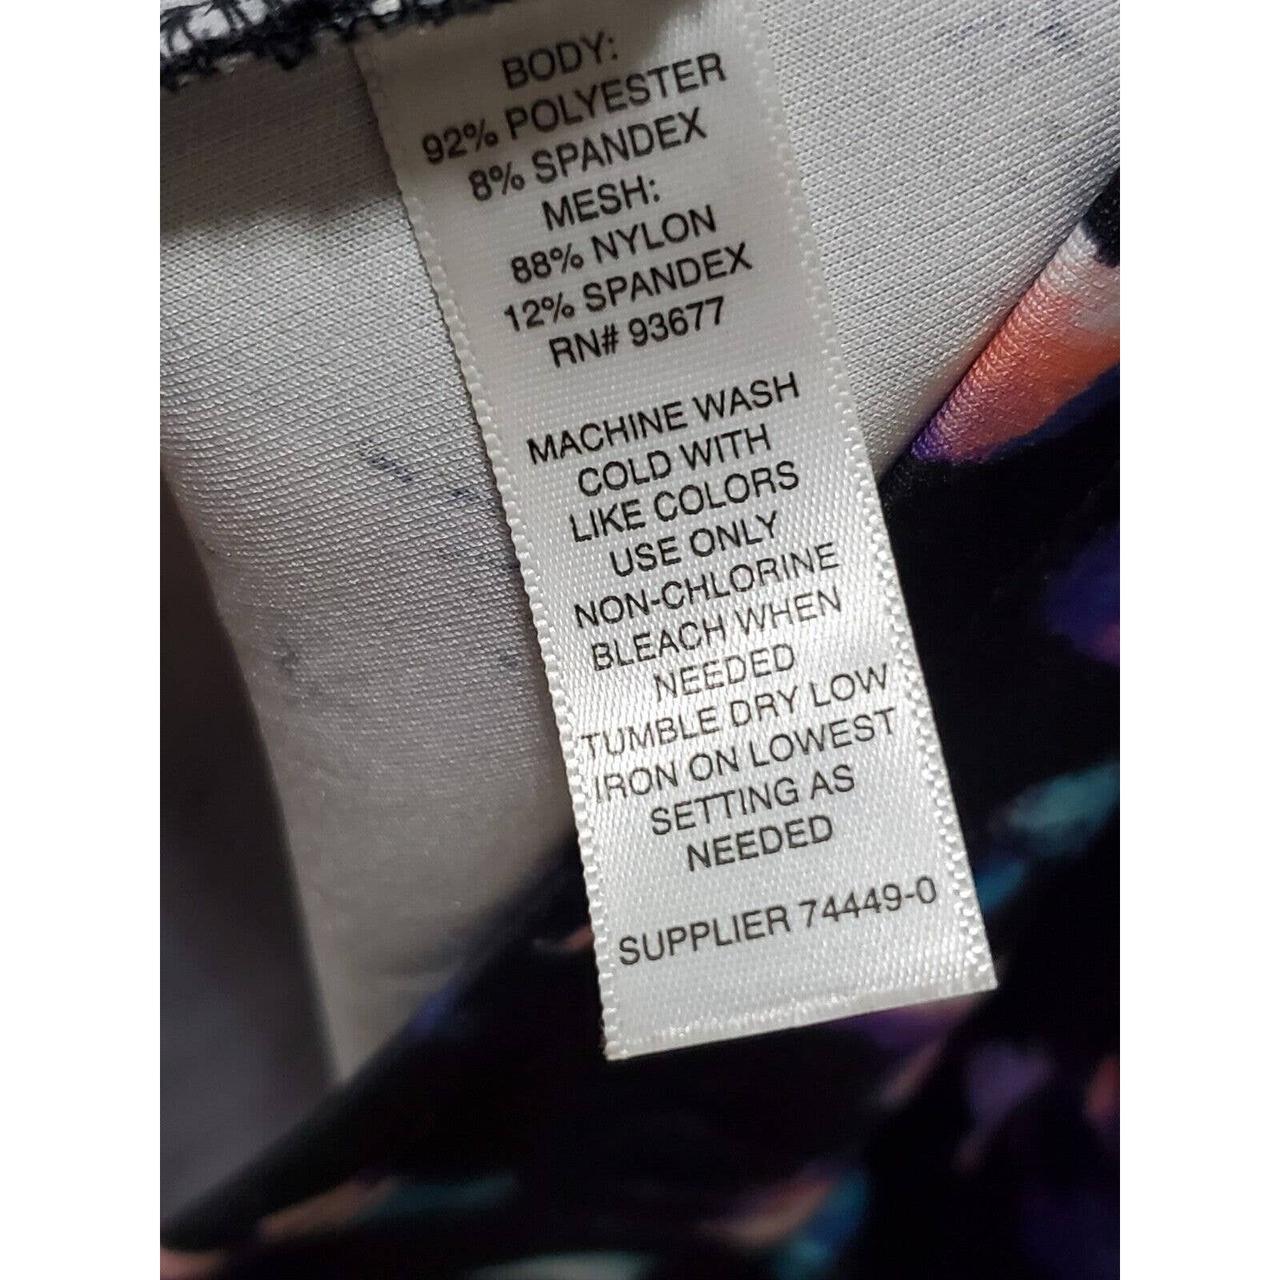 BODY:
92% POLYESTER
8% SPANDEX
MESH:
88% NYLON
12% SPANDEX
RN# 93677
MACHINE WASH
COLD WITH
LIKE COLORS
USE ONLY
NON-CHLORINE
BLEACH WHEN
NEEDED
TUMBLE DRY LOW
IRON ON LOWEST
SETTING AS
NEEDED
SUPPLIER 74449-0